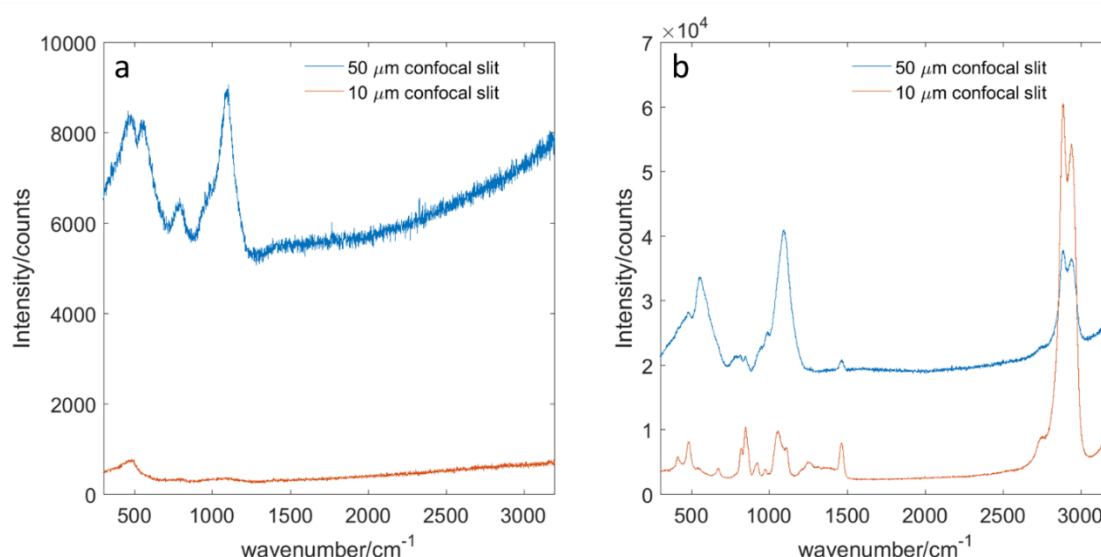 a
50 μm confocal slit
10 μm confocal slit
Intensity/counts
10000
8000
6000
4000
2000
0
500 1000 1500 2000 2500 3000
wavenumber/cm⁻¹
×10⁴
b
50 μm confocal slit
10 μm confocal slit
Intensity/counts
7
6
5
4
3
2
1
0
500 1000 1500 2000 2500 3000
wavenumber/cm⁻¹